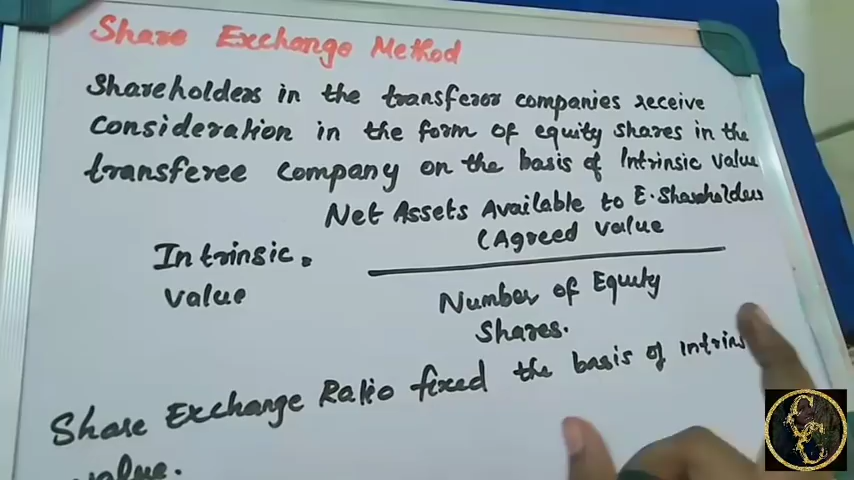 Share Exchange Method
Shareholders in the transferor companies receive
Consideration in the form of equity shares in the
transferee company on the basis of Intrinsic value
Net Assets Available to E.Shareholders
(Agreed value
Intrinsic
value
Number of Equity
Shares.
Share Exchange Ratio fixed the basis of Intrins
value.